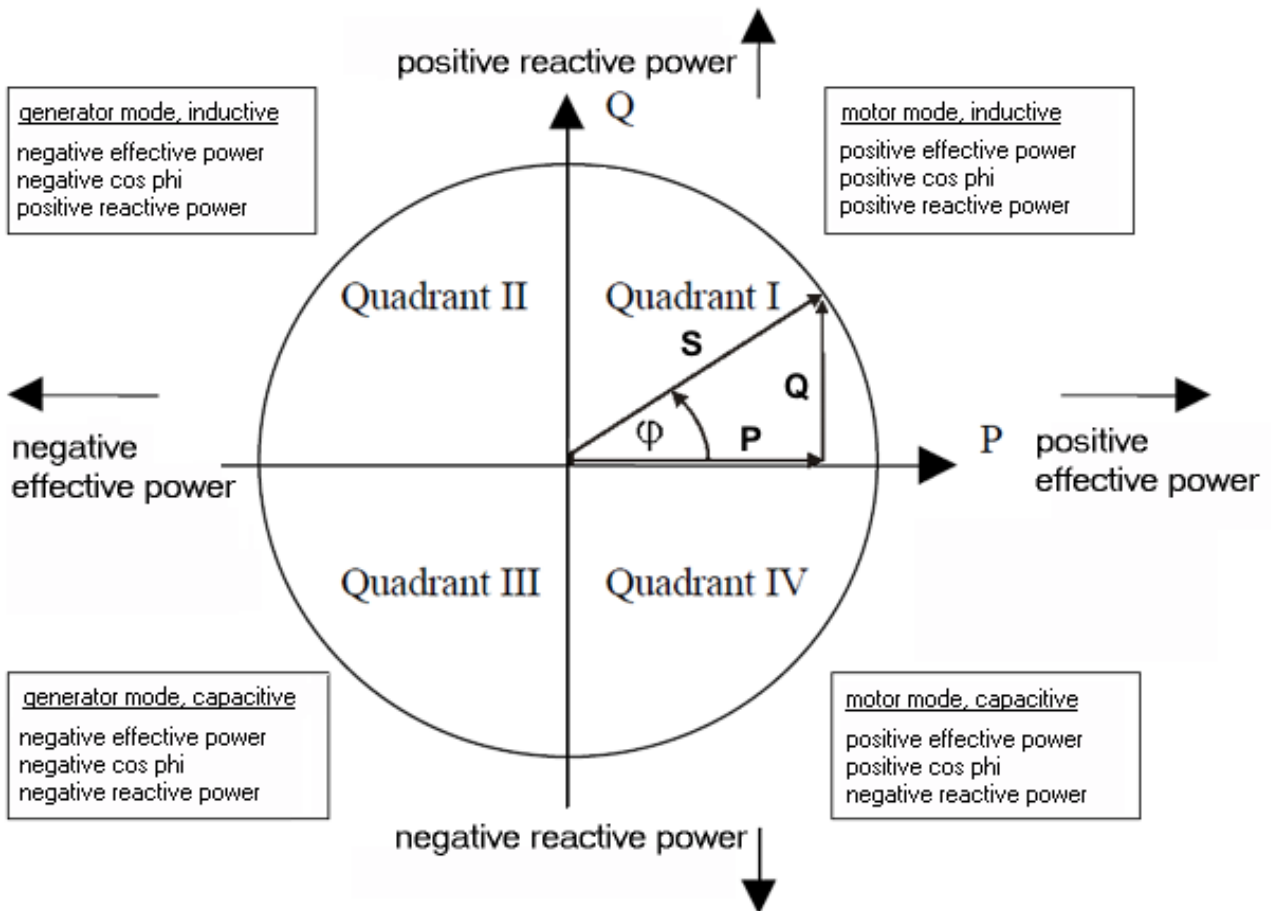 positive reactive power
Q
generator mode, inductive
negative effective power
negative cos phi
positive reactive power
motor mode, inductive
positive effective power
positive cos phi
positive reactive power
Quadrant II
Quadrant I
S
Q
φ
P
P
negative
effective power
positive
effective power
Quadrant III
Quadrant IV
generator mode, capacitive
negative effective power
negative cos phi
negative reactive power
motor mode, capacitive
positive effective power
positive cos phi
negative reactive power
negative reactive power